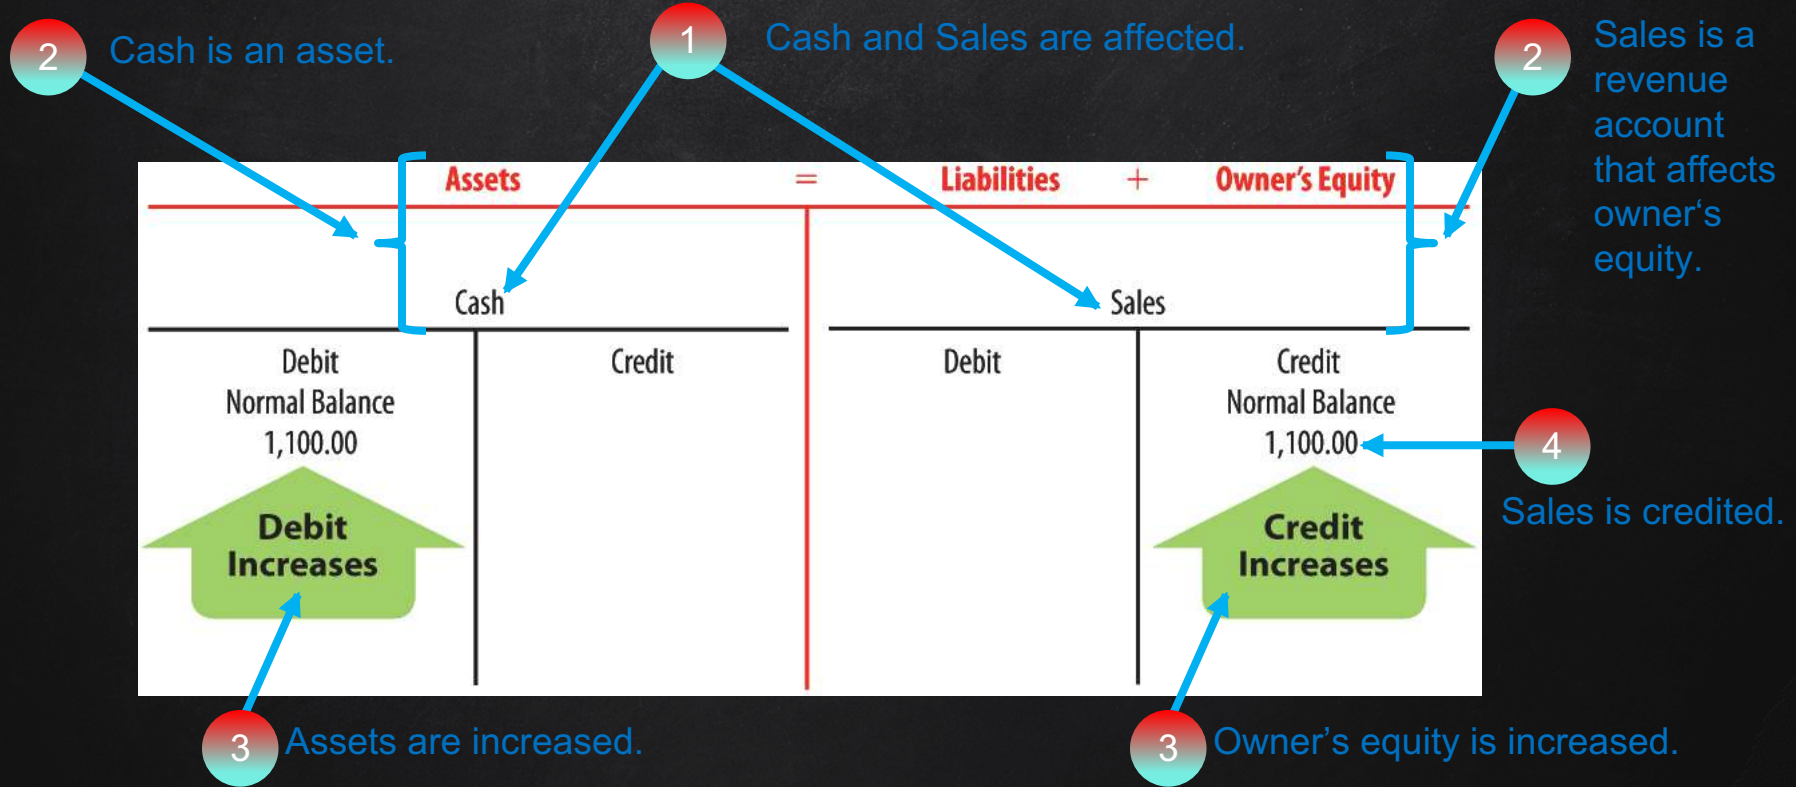 2
Cash is an asset.
1
Cash and Sales are affected.
2
Sales is a
revenue
account
that affects
owner‘s
equity.
Assets = Liabilities + Owner's Equity
Cash
Sales
Debit
Normal Balance
1,100.00
Credit
Debit
Credit
Normal Balance
1,100.00
4
Sales is credited.
Debit
Increases
Credit
Increases
3
Assets are increased.
3
Owner’s equity is increased.